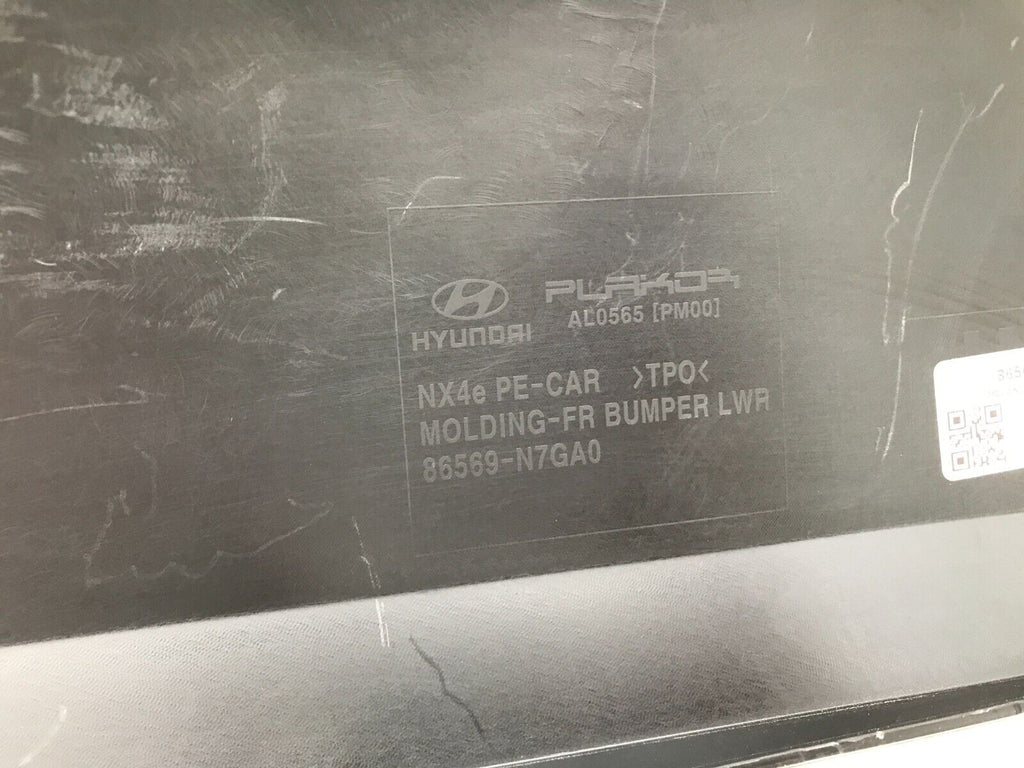 HYUNDAI
PLAKOR
AL0565 [PM00]
NX4e PE-CAR >TPO<
MOLDING-FR BUMPER LWR
86569-N7GA0